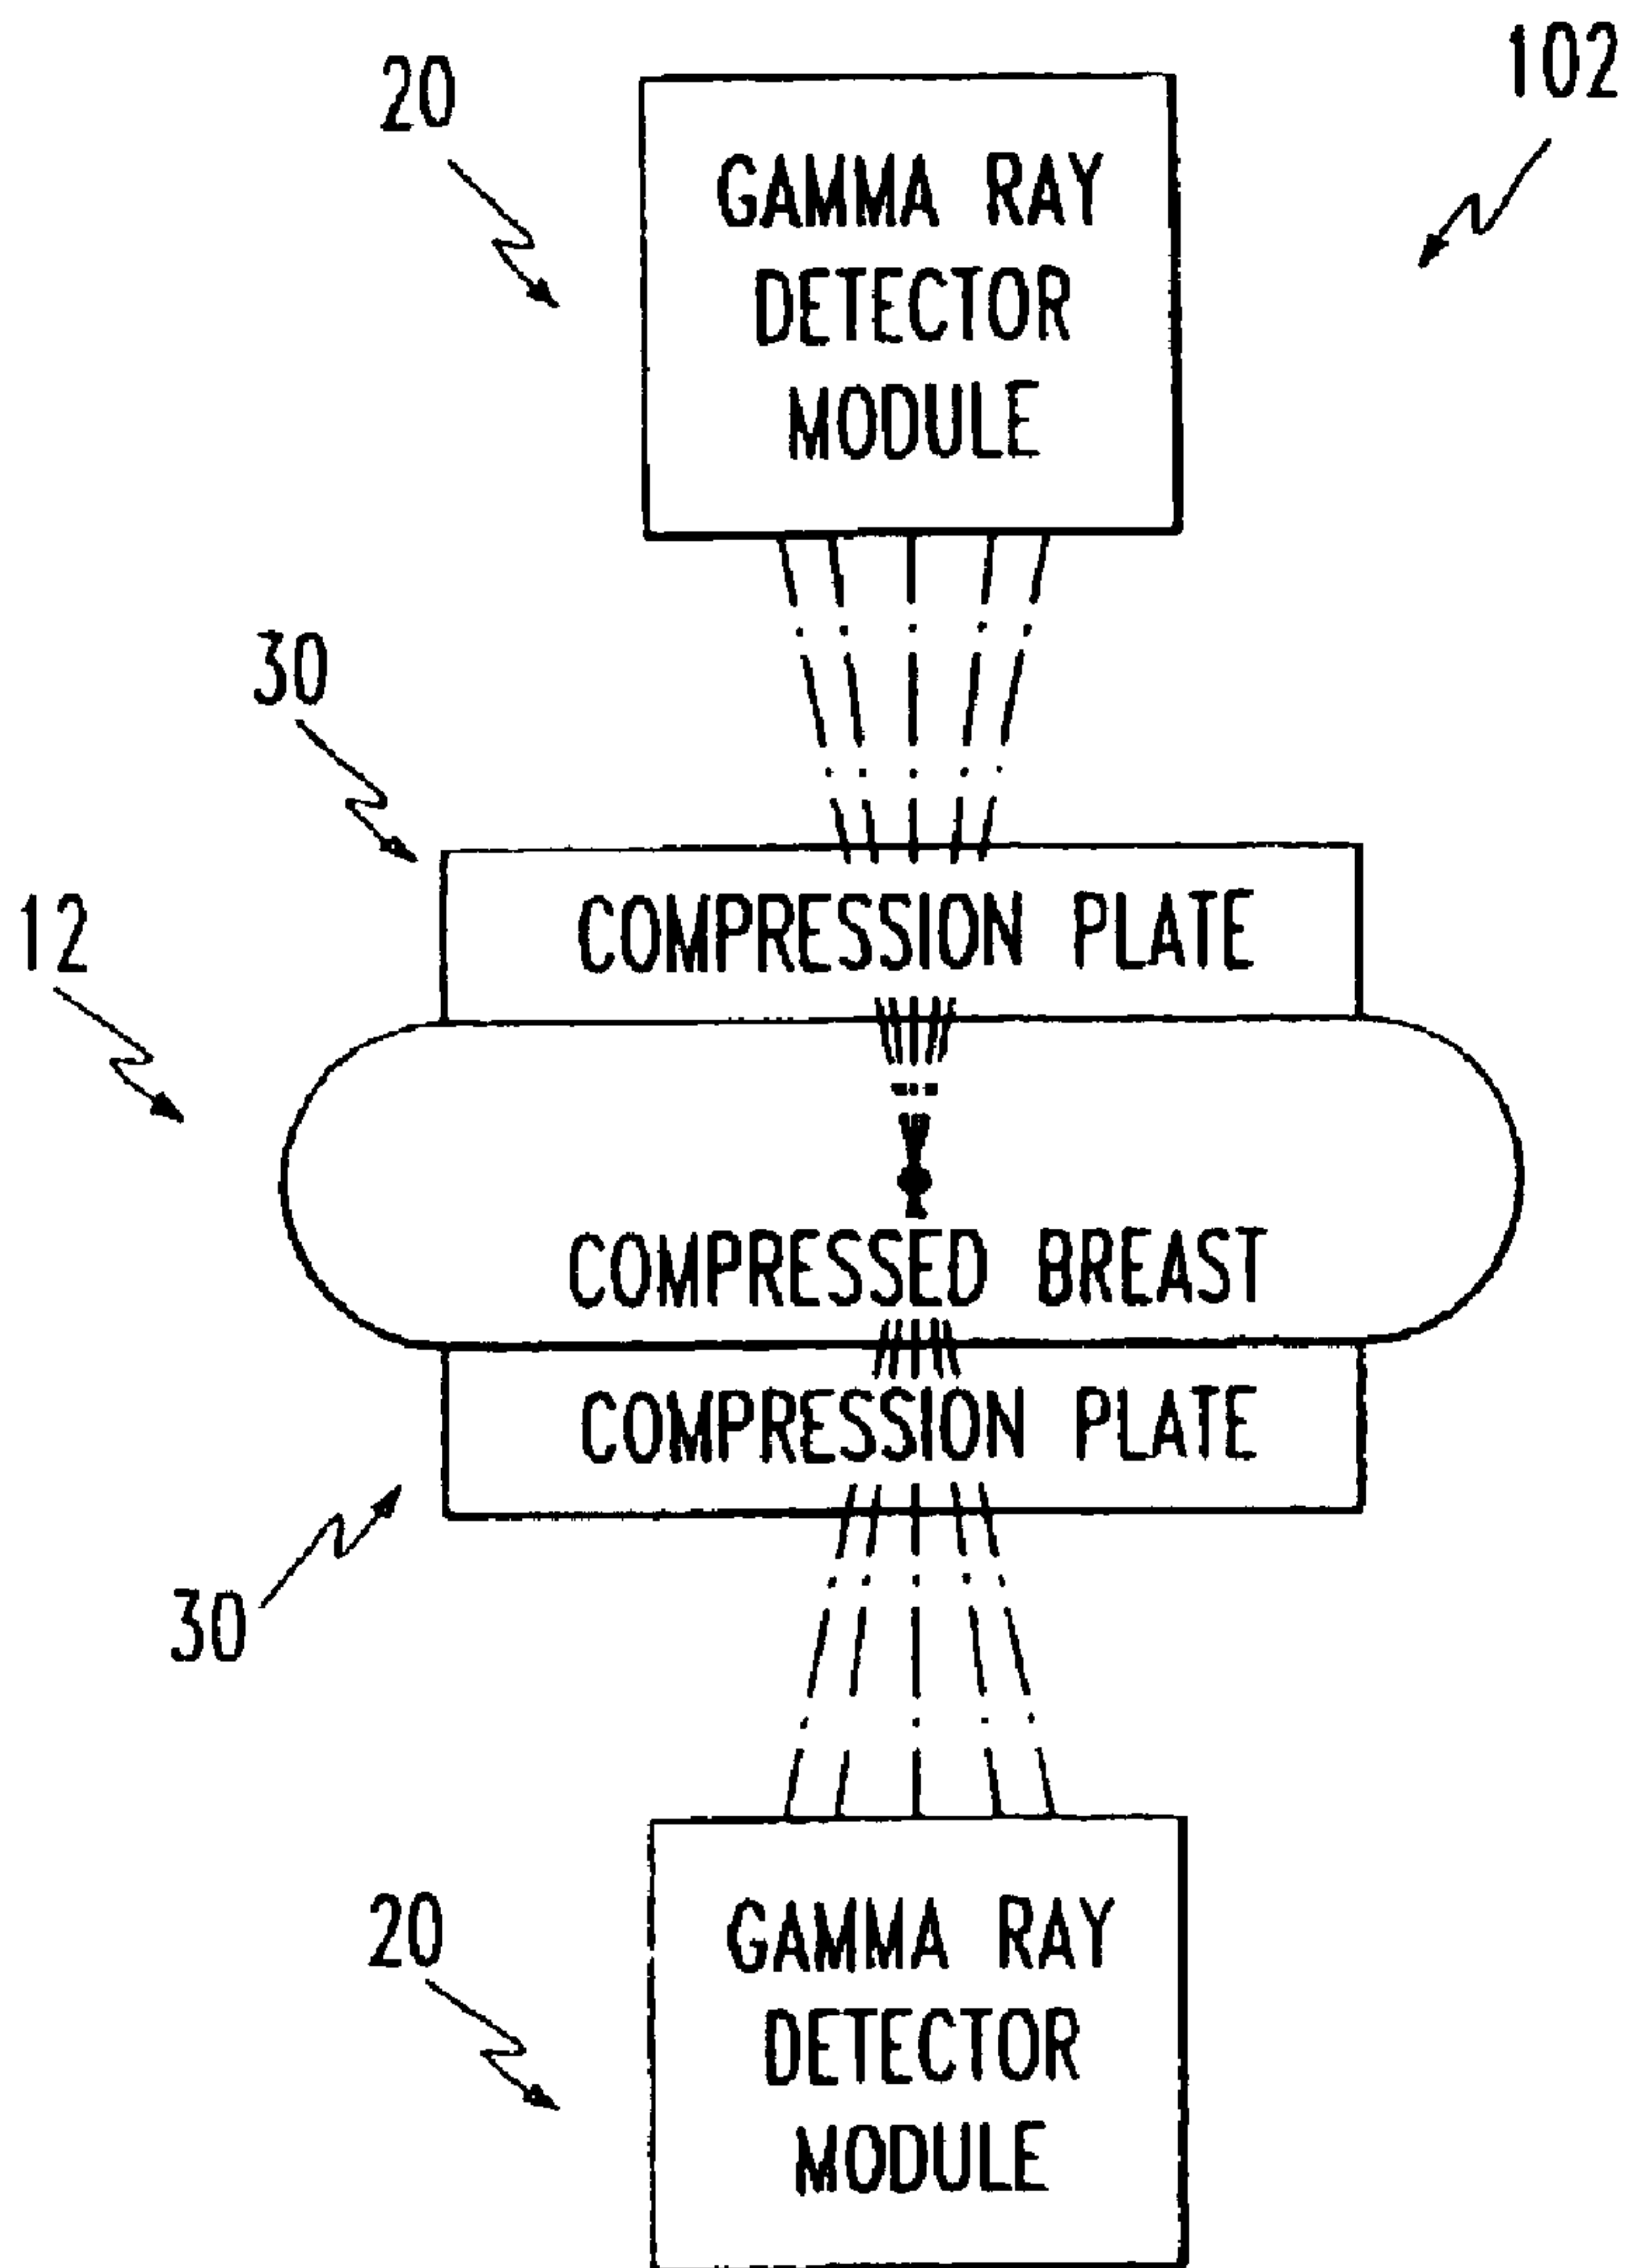 102
20
GAMMA RAY
DETECTOR
MODULE
30
COMPRESSION PLATE
12
COMPRESSED BREAST
COMPRESSION PLATE
30
20
GAMMA RAY
DETECTOR
MODULE